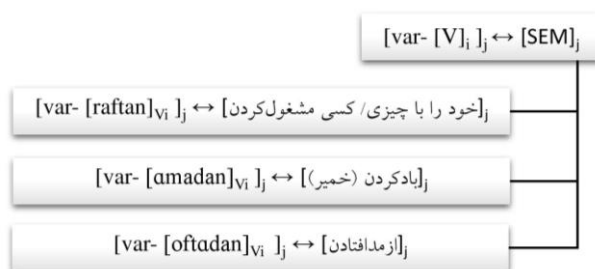 [var- [V]i ]j ↔ [SEM]j
[var- [raftan]Vi ]j ↔ [خود را با چیزی/ کسی مشغول‌کردن]j
[var- [ɑmadan]Vi ]j ↔ [بادکردن (خمیر)]j
[var- [oftɑdan]Vi ]j ↔ [ازمدافتادن]j